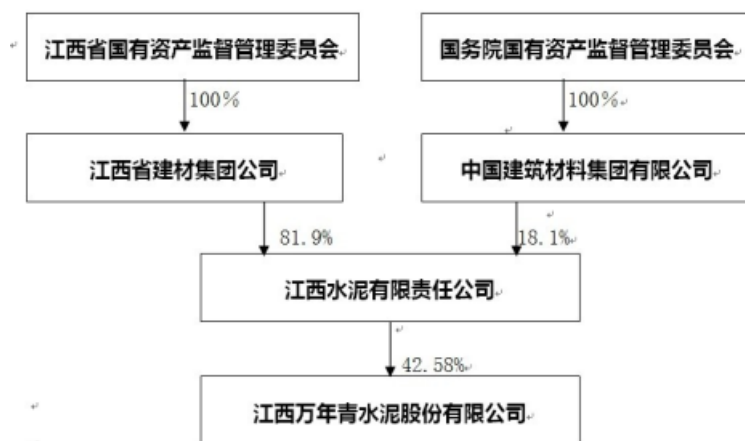 江西省国有资产监督管理委员会
国务院国有资产监督管理委员会
100%
100%
江西省建材集团公司
中国建筑材料集团有限公司
81.9%
18.1%
江西水泥有限责任公司
42.58%
江西万年青水泥股份有限公司